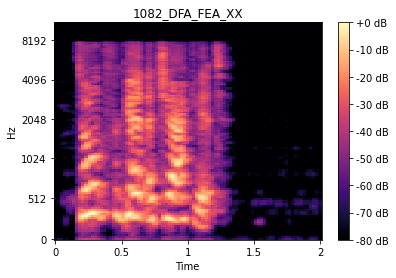 1082_DFA_FEA_XX
+0 dB
8192
-10 dB
4096
-20 dB
-30 dB
2048
-40 dB
Hz
1024
-50 dB
512
-60 dB
-70 dB
0
-80 dB
0 0.5 1 1.5 2
Time